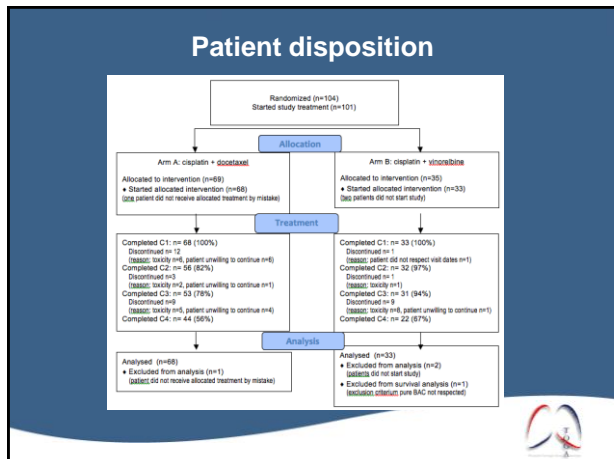 Patient disposition
Randomized (n=104)
Started study treatment (n=101)
Allocation
Arm A: cisplatin + docetaxel
Allocated to intervention (n=69)
♦ Started allocated intervention (n=68)
(one patient did not receive allocated treatment by mistake)
Arm B: cisplatin + vinorelbine
Allocated to intervention (n=35)
♦ Started allocated intervention (n=33)
(two patients did not start study)
Treatment
Completed C1: n= 68 (100%)
Discontinued n= 12
(reason: toxicity n=6, patient unwilling to continue n=6)
Completed C2: n= 56 (82%)
Discontinued n=3
(reason: toxicity n=2, patient unwilling to continue n=1)
Completed C3: n= 53 (78%)
Discontinued n=9
(reason: toxicity n=5, patient unwilling to continue n=4)
Completed C4: n= 44 (56%)
Completed C1: n= 33 (100%)
Discontinued n= 1
(reason: patient did not respect visit dates n=1)
Completed C2: n= 32 (97%)
Discontinued n= 1
(reason: toxicity n=1)
Completed C3: n= 31 (94%)
Discontinued n= 9
(reason: toxicity n=8, patient unwilling to continue n=1)
Completed C4: n= 22 (67%)
Analysis
Analysed (n=68)
♦ Excluded from analysis (n=1)
(patient did not receive allocated treatment by mistake)
Analysed (n=33)
♦ Excluded from analysis (n=2)
(patients did not start study)
♦ Excluded from survival analysis (n=1)
(exclusion criterium pure BAC not respected)